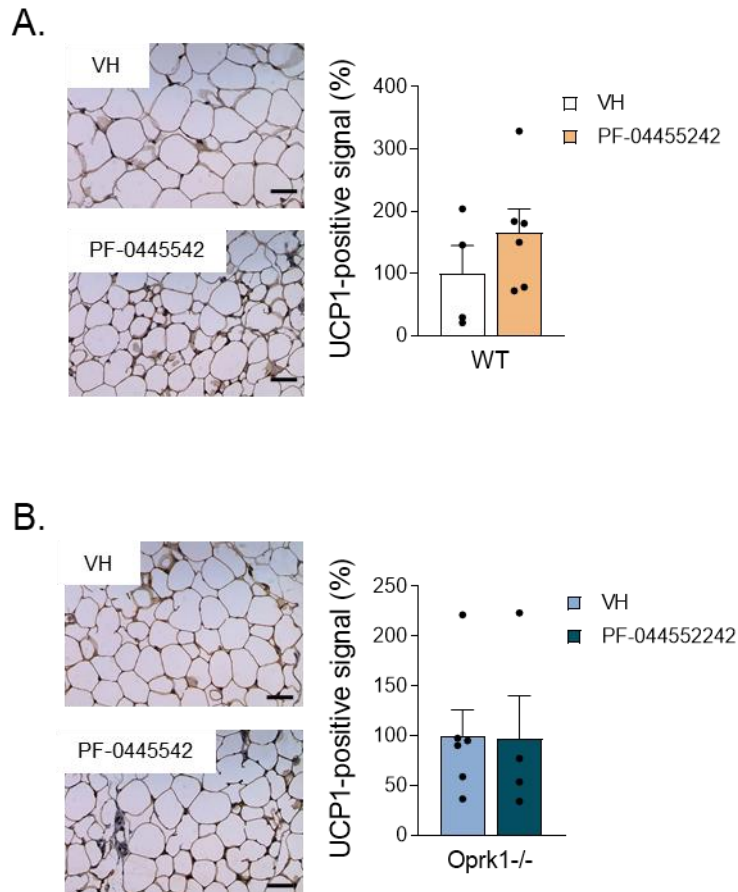 A.
VH
PF-0445542
UCP1-positive signal (%)
400
300
200
100
0
WT
VH
PF-04455242
B.
VH
PF-0445542
UCP1-positive signal (%)
250
200
150
100
50
0
Oprk1-/-
VH
PF-044552242